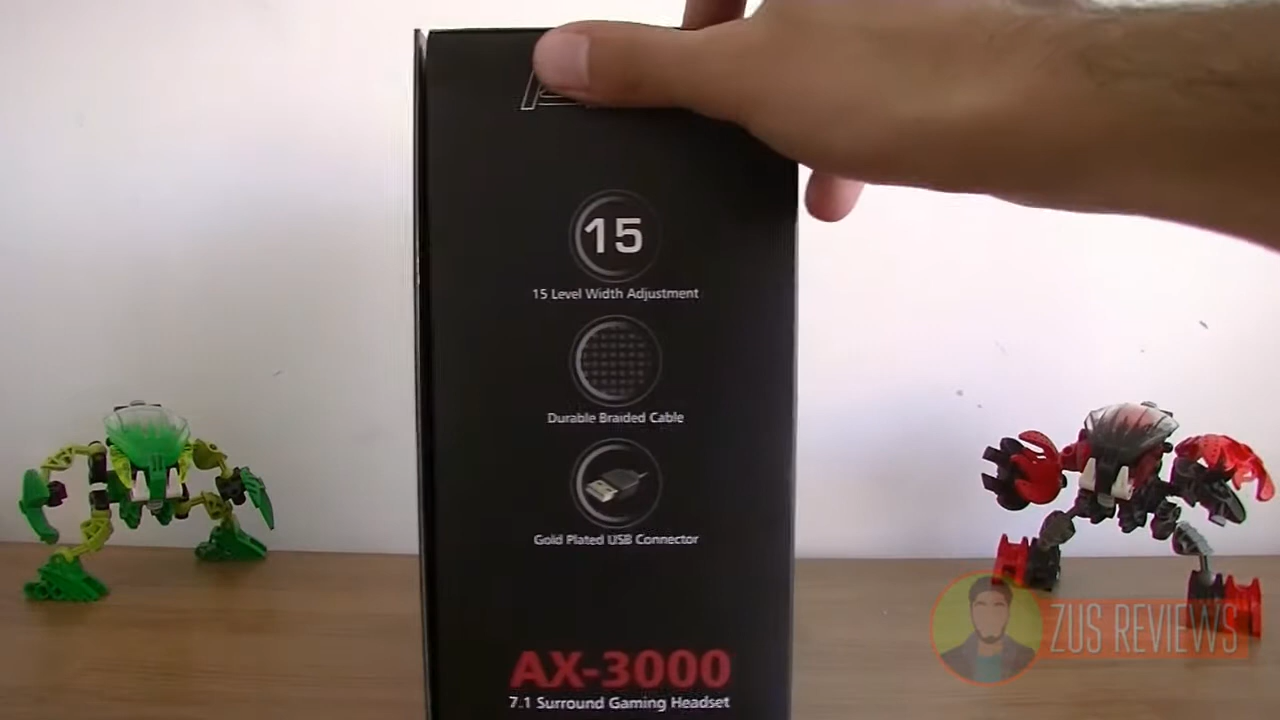 15
15 Level Width Adjustment
Durable Braided Cable
Gold Plated USB Connector
AX-3000
7.1 Surround Gaming Headset
ZUS REVIEWS